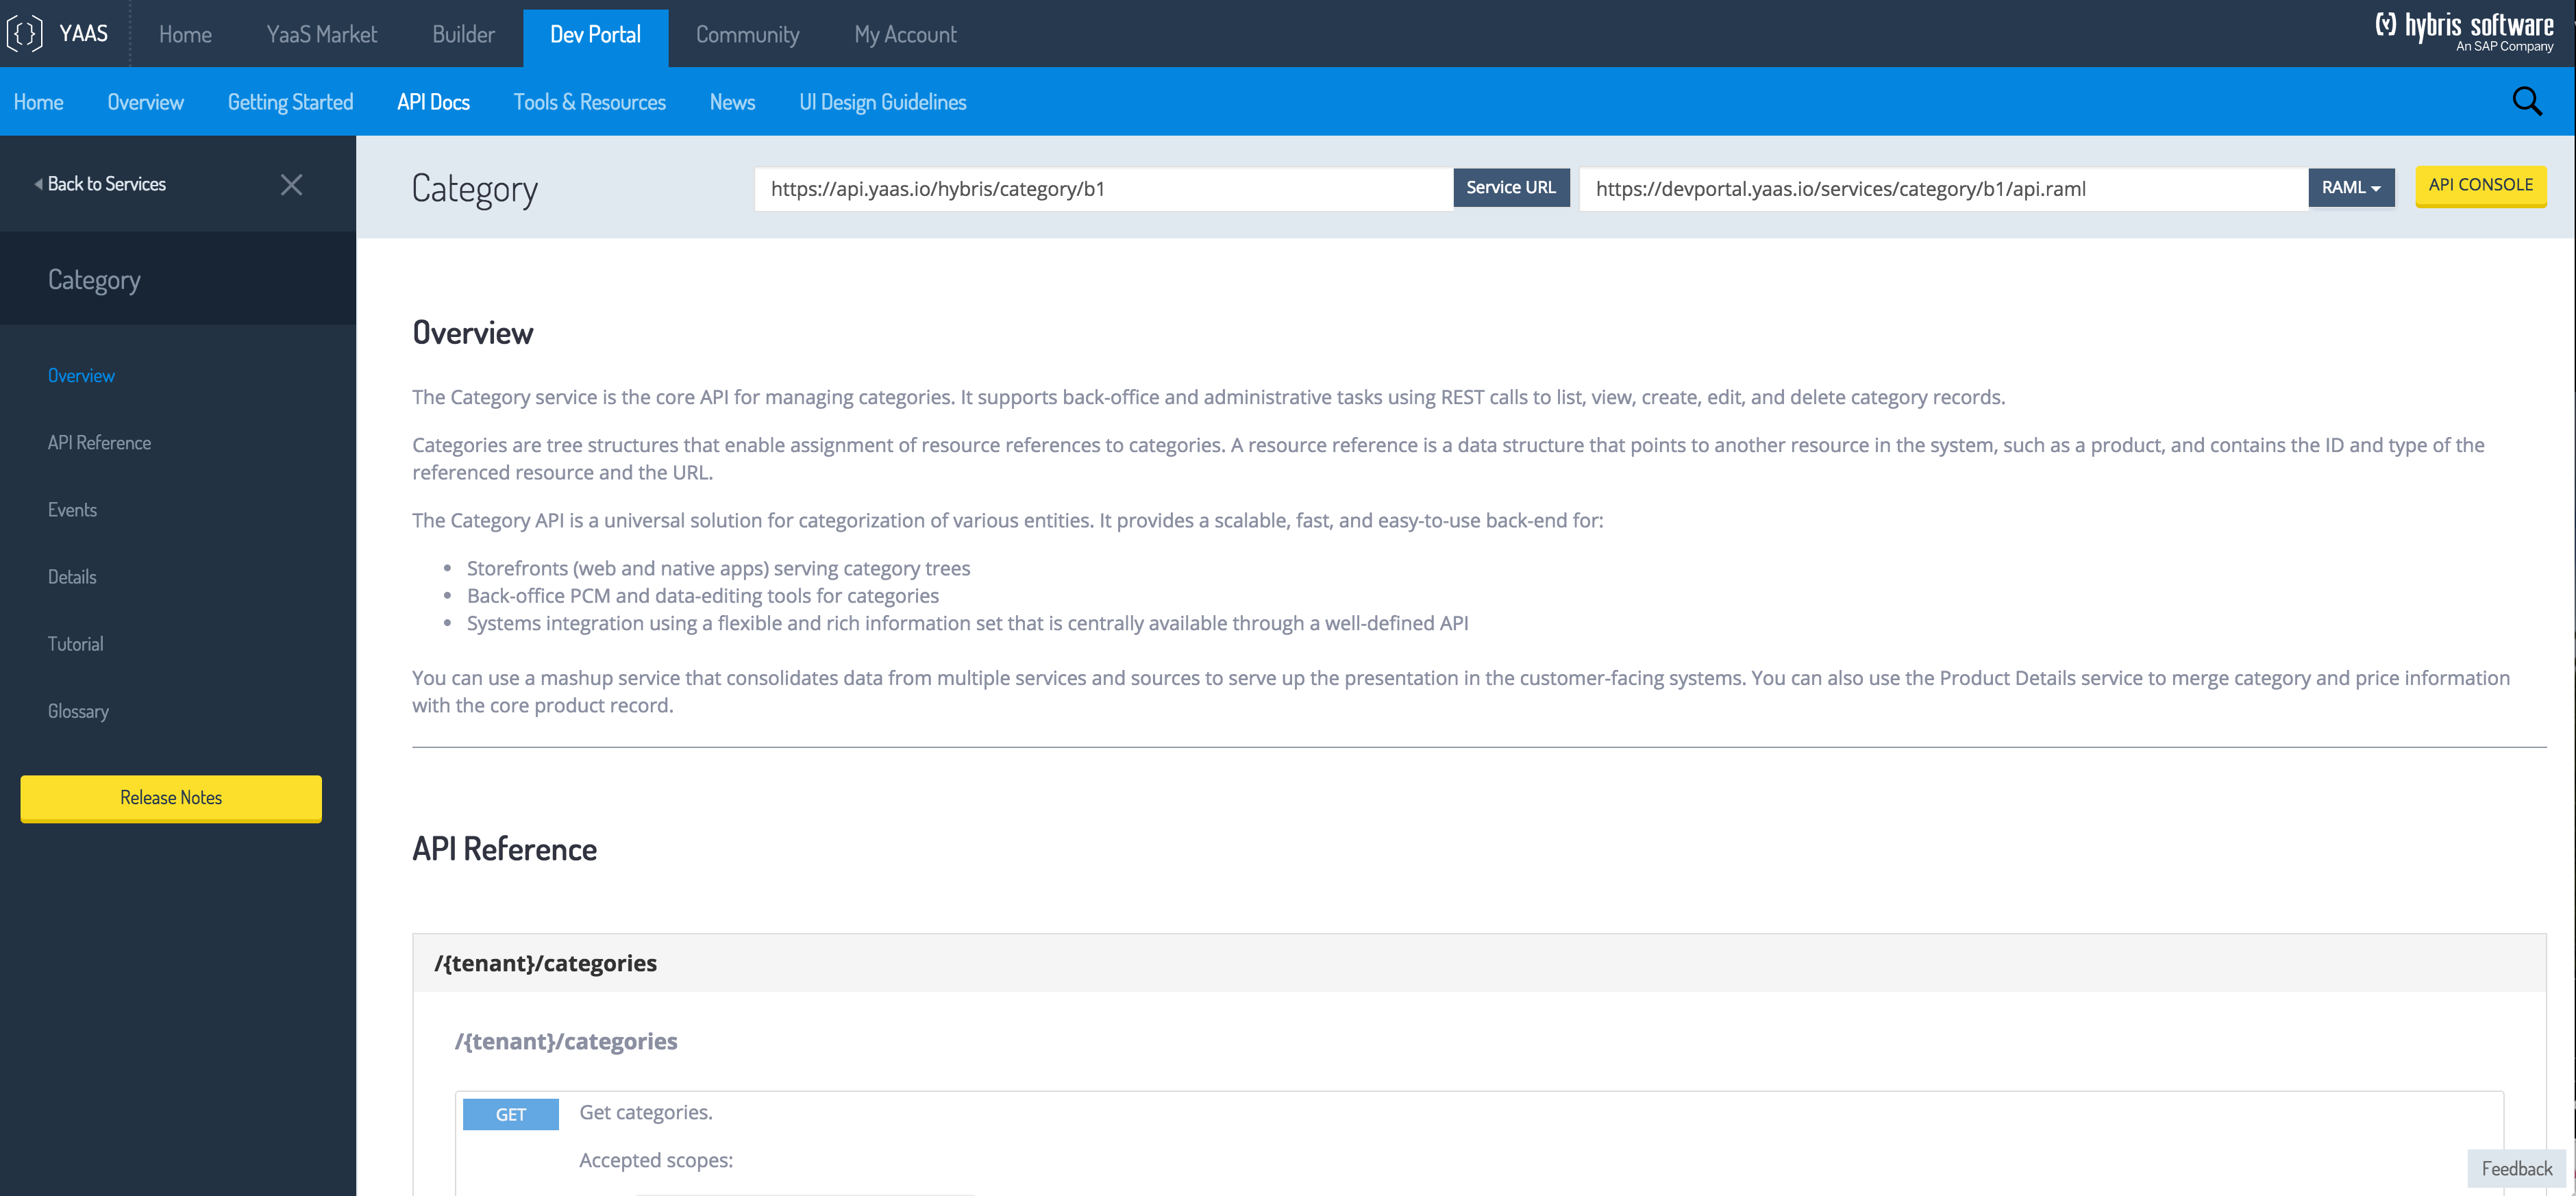 YAAS
Home
YaaS Market
Builder
Dev Portal
Community
My Account
hybris software
An SAP Company
Home
Overview
Getting Started
API Docs
Tools & Resources
News
UI Design Guidelines
Back to Services
Category
Overview
API Reference
Events
Details
Tutorial
Glossary
Release Notes
Category
https://api.yaas.io/hybris/category/b1
Service URL
https://devportal.yaas.io/services/category/b1/api.raml
RAML
API CONSOLE
Overview
The Category service is the core API for managing categories. It supports back-office and administrative tasks using REST calls to list, view, create, edit, and delete category records.
Categories are tree structures that enable assignment of resource references to categories. A resource reference is a data structure that points to another resource in the system, such as a product, and contains the ID and type of the
referenced resource and the URL.
The Category API is a universal solution for categorization of various entities. It provides a scalable, fast, and easy-to-use back-end for:
• Storefronts (web and native apps) serving category trees
• Back-office PCM and data-editing tools for categories
• Systems integration using a flexible and rich information set that is centrally available through a well-defined API
You can use a mashup service that consolidates data from multiple services and sources to serve up the presentation in the customer-facing systems. You can also use the Product Details service to merge category and price information
with the core product record.
API Reference
/{tenant}/categories
/{tenant}/categories
GET
Get categories.
Accepted scopes:
Feedback